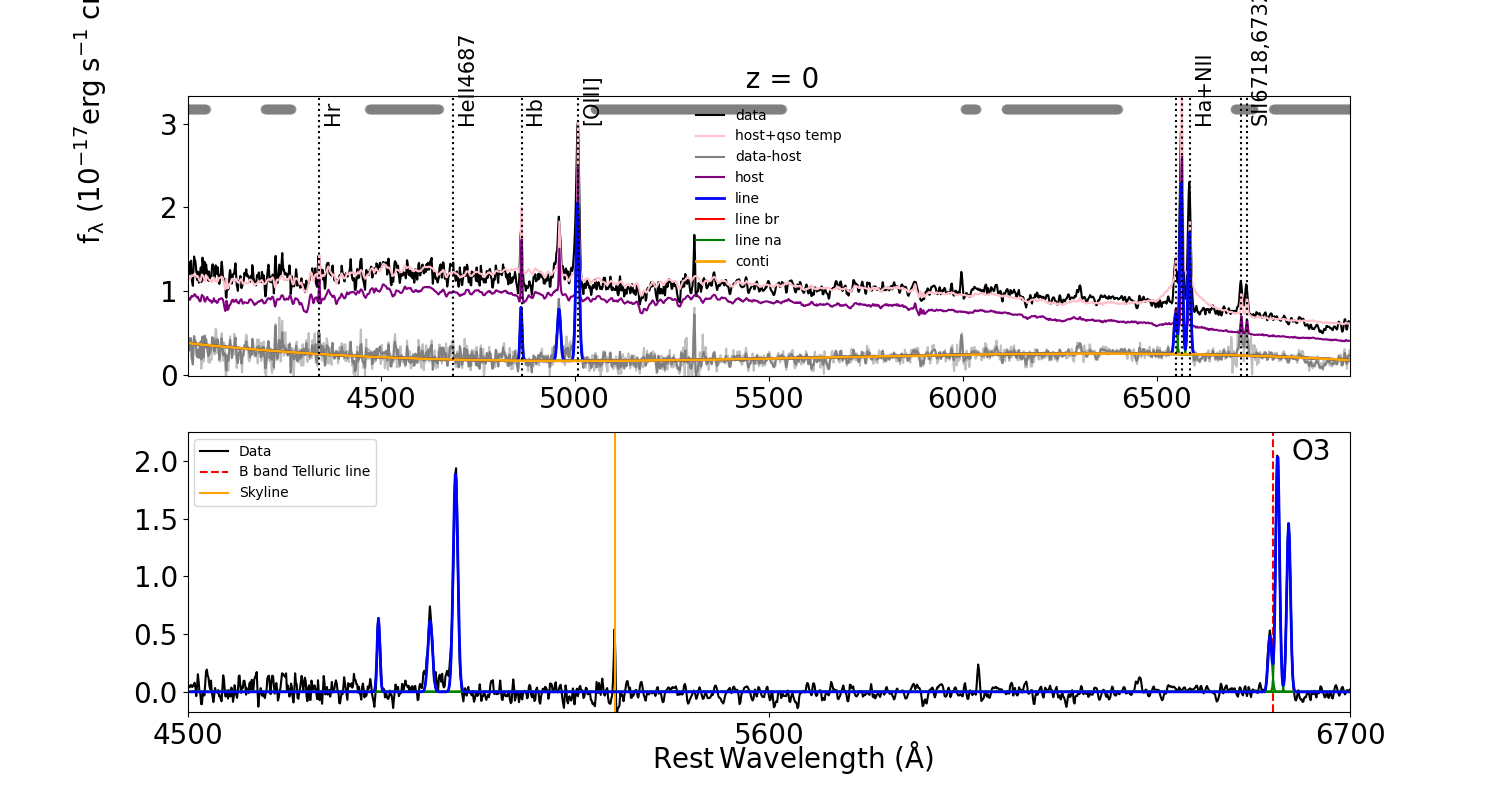 z = 0
f_λ (10^−17 erg s^−1 c
Hr
HeII4687
Hb
[OIII]
Ha+NII
SII6718,673
data
host+qso temp
data-host
host
line
line br
line na
conti
3
2
1
0
4500 5000 5500 6000 6500
O3
Data
B band Telluric line
Skyline
2.0
1.5
1.0
0.5
0.0
4500 5600 6700
Rest Wavelength (Å)